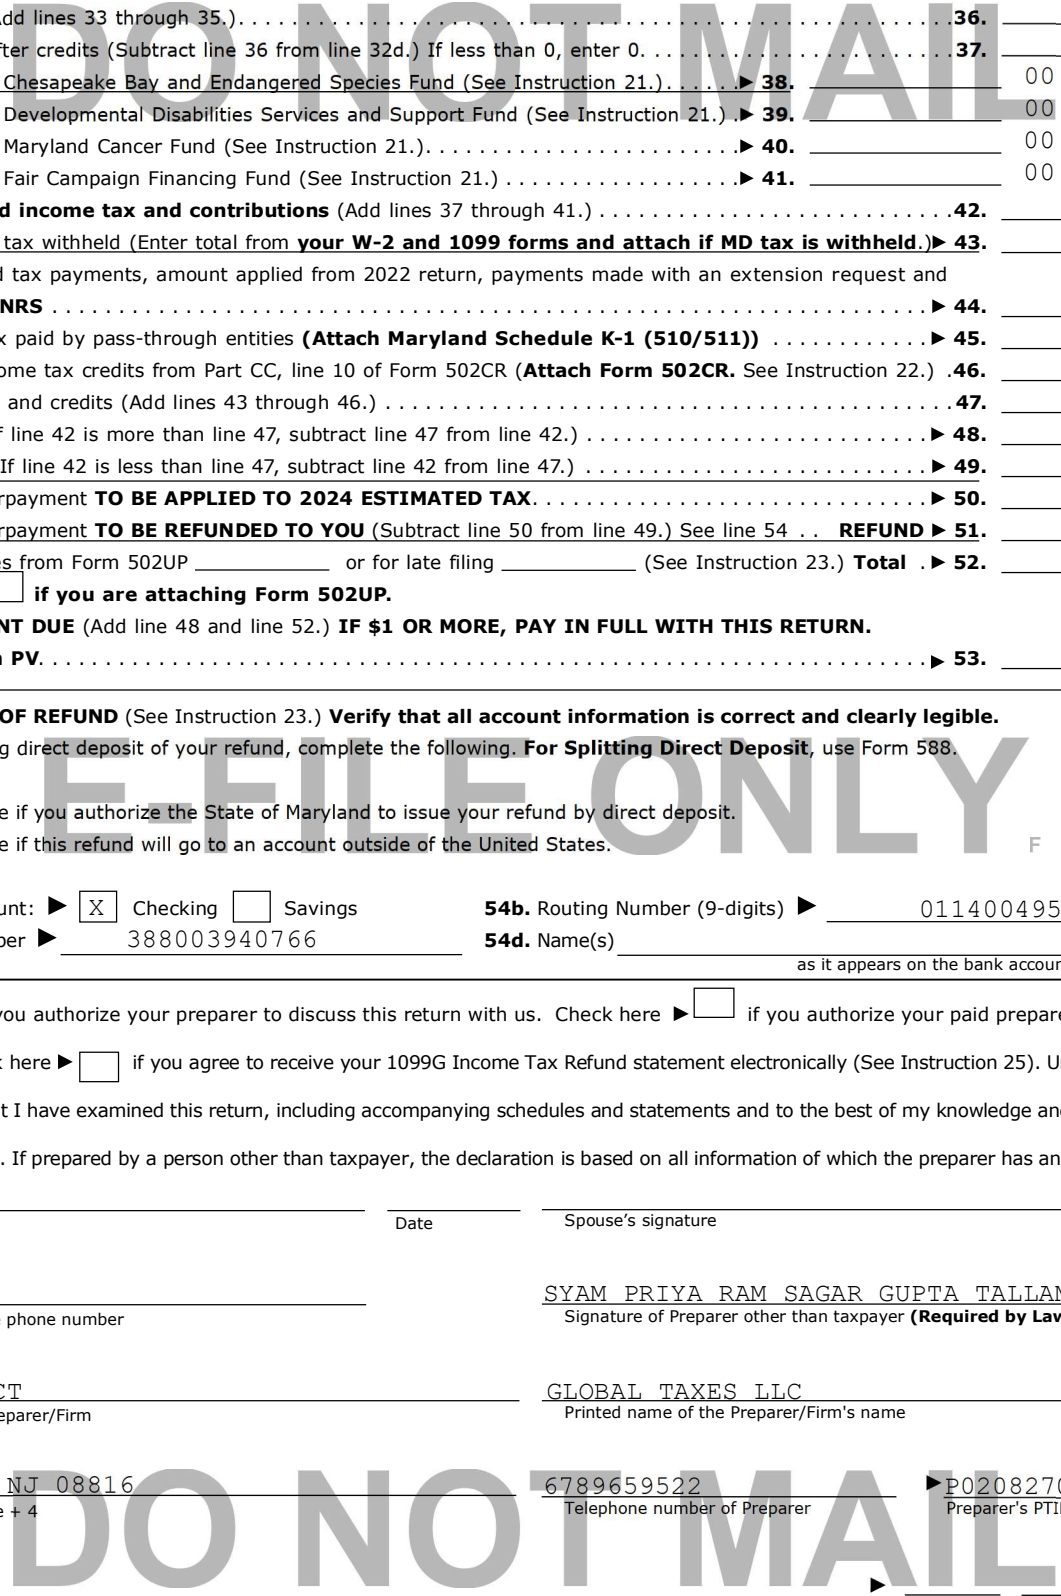 dd lines 33 through 35.). . . . . . . . . . . . . . . . . . . . . . . . . . . . . . . . . . . . . . . . . . . . . . . . . . . . . 36.
fter credits (Subtract line 36 from line 32d.) If less than 0, enter 0. . . . . . . . . . . . . . . . . . . . . . . 37.
DO NOT MAIL
Chesapeake Bay and Endangered Species Fund (See Instruction 21.). . . . . . ► 38. 00
Developmental Disabilities Services and Support Fund (See Instruction 21.) . ► 39. 00
Maryland Cancer Fund (See Instruction 21.). . . . . . . . . . . . . . . . . . . . . . . ► 40. 00
Fair Campaign Financing Fund (See Instruction 21.) . . . . . . . . . . . . . . . . . ► 41. 00
d income tax and contributions (Add lines 37 through 41.) . . . . . . . . . . . . . . . . . . . . . . . . . . 42.
tax withheld (Enter total from your W-2 and 1099 forms and attach if MD tax is withheld.)► 43.
d tax payments, amount applied from 2022 return, payments made with an extension request and
NRS . . . . . . . . . . . . . . . . . . . . . . . . . . . . . . . . . . . . . . . . . . . . . . . . . . . . . . . . . . . . . ► 44.
x paid by pass-through entities (Attach Maryland Schedule K-1 (510/511)) . . . . . . . . . . . . ► 45.
ome tax credits from Part CC, line 10 of Form 502CR (Attach Form 502CR. See Instruction 22.) . 46.
and credits (Add lines 43 through 46.) . . . . . . . . . . . . . . . . . . . . . . . . . . . . . . . . . . . . . . . . 47.
f line 42 is more than line 47, subtract line 47 from line 42.) . . . . . . . . . . . . . . . . . . . . . . . . ► 48.
If line 42 is less than line 47, subtract line 42 from line 47.) . . . . . . . . . . . . . . . . . . . . . . . . ► 49.
rpayment TO BE APPLIED TO 2024 ESTIMATED TAX. . . . . . . . . . . . . . . . . . . . . . . . . . . . . ► 50.
rpayment TO BE REFUNDED TO YOU (Subtract line 50 from line 49.) See line 54 . . REFUND ► 51.
es from Form 502UP or for late filing (See Instruction 23.) Total . ► 52.
if you are attaching Form 502UP.
NT DUE (Add line 48 and line 52.) IF $1 OR MORE, PAY IN FULL WITH THIS RETURN.
PV. . . . . . . . . . . . . . . . . . . . . . . . . . . . . . . . . . . . . . . . . . . . . . . . . . . . . . . . . . . . . . ► 53.
OF REFUND (See Instruction 23.) Verify that all account information is correct and clearly legible.
g direct deposit of your refund, complete the following. For Splitting Direct Deposit, use Form 588.
E-FILE ONLY
e if you authorize the State of Maryland to issue your refund by direct deposit.
e if this refund will go to an account outside of the United States. F
unt: ► X Checking Savings 54b. Routing Number (9-digits) ► 011400495
ber ► 388003940766 54d. Name(s)
as it appears on the bank accoun
you authorize your preparer to discuss this return with us. Check here ► if you authorize your paid prepare
k here ► if you agree to receive your 1099G Income Tax Refund statement electronically (See Instruction 25). U
t I have examined this return, including accompanying schedules and statements and to the best of my knowledge an
. If prepared by a person other than taxpayer, the declaration is based on all information of which the preparer has an
Date Spouse's signature
SYAM PRIYA RAM SAGAR GUPTA TALLAM
e phone number Signature of Preparer other than taxpayer (Required by Law
CT GLOBAL TAXES LLC
eparer/Firm Printed name of the Preparer/Firm's name
NJ 08816 6789659522 ►P0208270
e + 4 Telephone number of Preparer Preparer's PTI
DO NOT MAIL
►